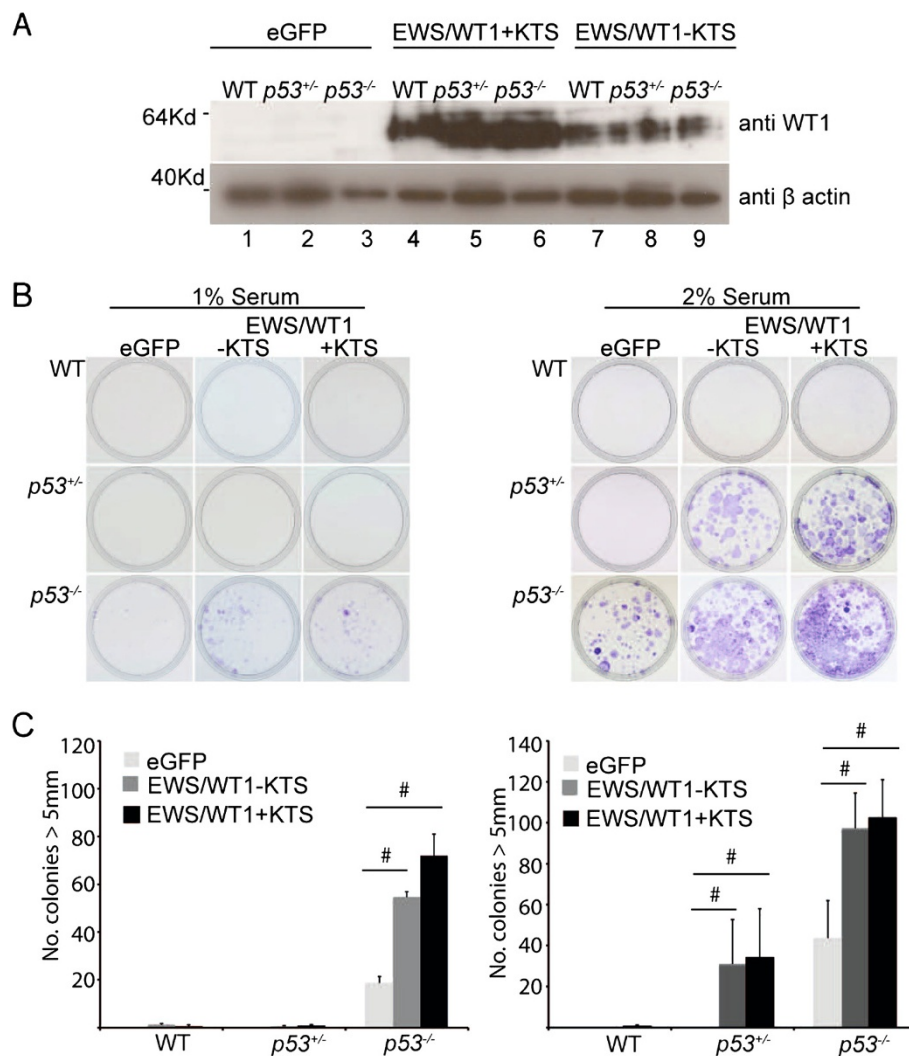 A
eGFP EWS/WT1+KTS EWS/WT1-KTS
WT p53+/- p53-/- WT p53+/- p53-/- WT p53+/- p53-/-
64Kd
anti WT1
40Kd
anti β actin
1 2 3 4 5 6 7 8 9
B
1% Serum 2% Serum
EWS/WT1 EWS/WT1
eGFP -KTS +KTS eGFP -KTS +KTS
WT WT
p53+/- p53+/-
p53-/- p53-/-
C
No. colonies > 5mm
120
100
80
60
40
20
eGFP
EWS/WT1-KTS
EWS/WT1+KTS
#
#
WT p53+/- p53-/-
No. colonies > 5mm
140
120
100
80
60
40
20
eGFP
EWS/WT1-KTS
EWS/WT1+KTS
#
#
#
#
WT p53+/- p53-/-